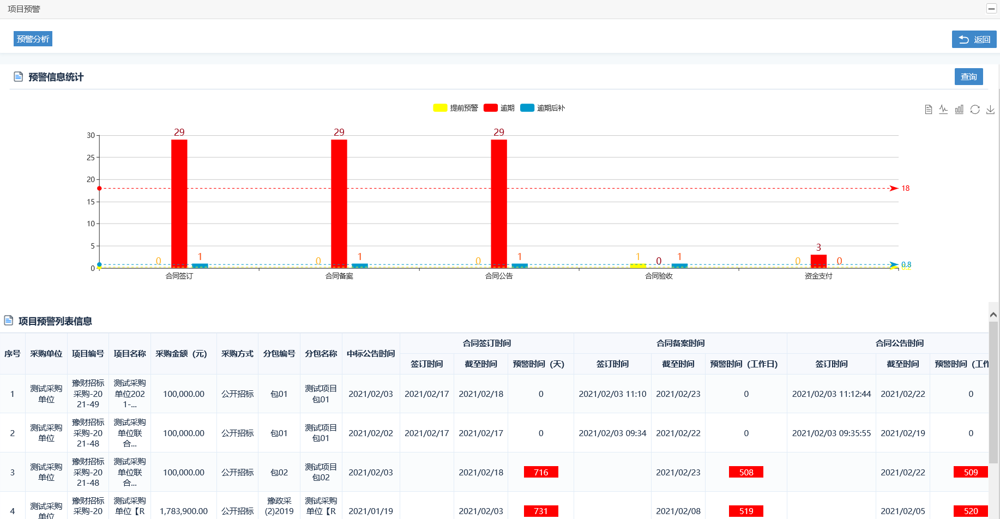 项目预警
预警分析
返回
预警信息统计
查询
提前预警 逾期 逾期后补
30
25
20
15
10
5
0
29
29
29
18
0 1
0 1
0 1
1 0 1
0 3 0
0.8
合同签订 合同备案 合同公告 合同验收 资金支付
项目预警列表信息
序号 采购单位 项目编号 项目名称 采购金额（元） 采购方式 分包编号 分包名称 中标公告时间 合同签订时间 合同备案时间 合同公告时间
签订时间 截至时间 预警时间（天） 签订时间 截至时间 预警时间（工作日） 签订时间 截至时间 预警时间（工作
1 测试采购单位 豫财招标采购-2021-49 测试采购单位2021-... 100,000.00 公开招标 包01 测试项目包01 2021/02/03 2021/02/17 2021/02/18 0 2021/02/03 11:10 2021/02/23 0 2021/02/03 11:12:44 2021/02/22 0
2 测试采购单位 豫财招标采购-2021-48 测试采购单位联合... 100,000.00 公开招标 包01 测试项目包01 2021/02/02 2021/02/17 2021/02/17 0 2021/02/03 09:34 2021/02/22 0 2021/02/03 09:35:55 2021/02/19 0
3 测试采购单位 豫财招标采购-2021-48 测试采购单位联合... 100,000.00 公开招标 包02 测试项目包02 2021/02/03 2021/02/18 716 2021/02/23 508 2021/02/22 509
4 测试采购单位 豫财招标采购-20 测试采购单位【R 1,783,900.00 公开招标 豫政采(2)2019 测试采购单位【R 2021/01/19 2021/02/03 731 2021/02/08 519 2021/02/05 520